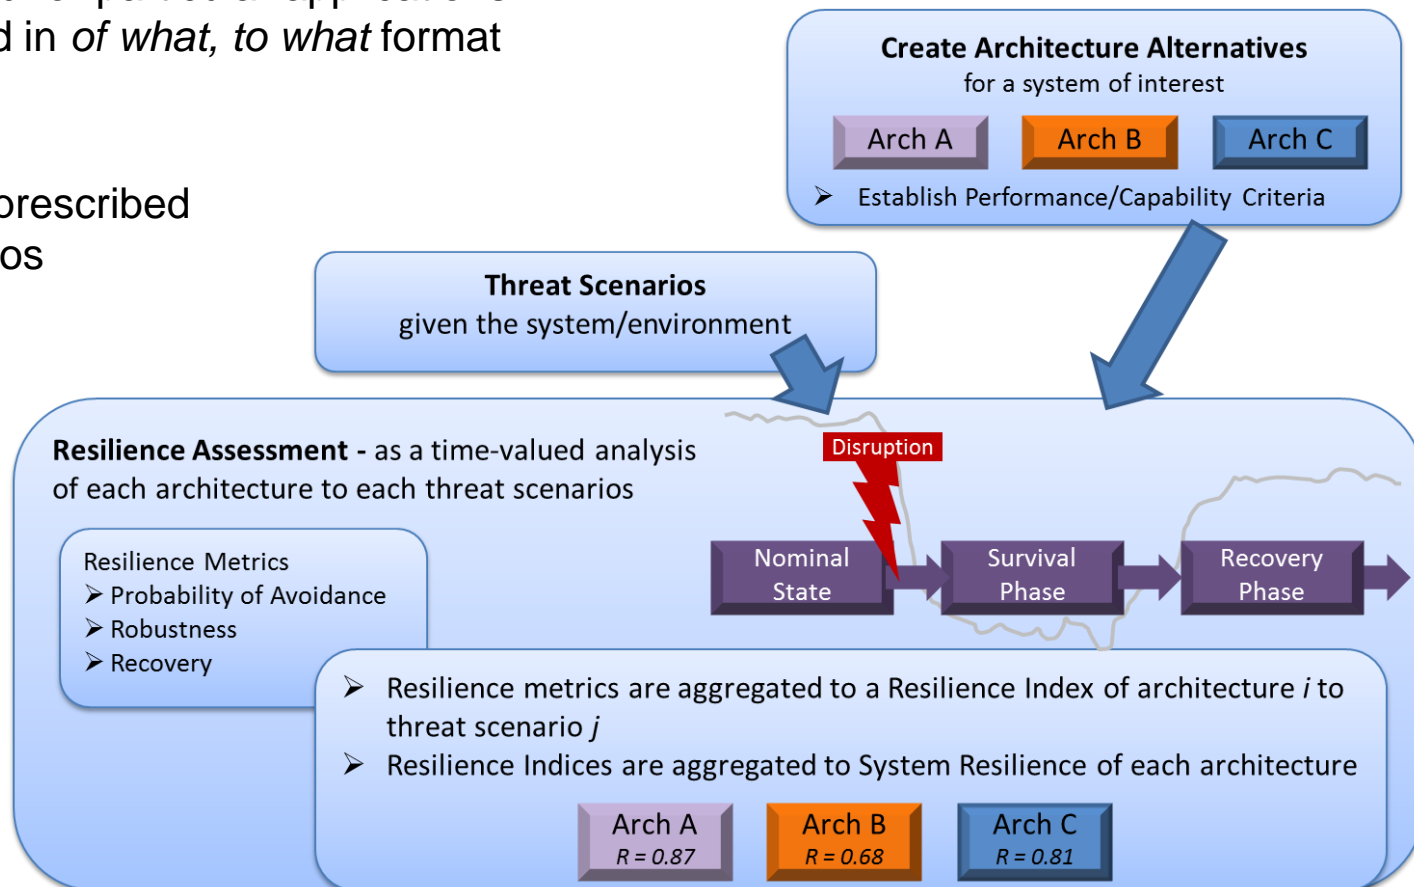 d in of what, to what format
prescribed
os
Create Architecture Alternatives
for a system of interest
Arch A
Arch B
Arch C
➢ Establish Performance/Capability Criteria
Threat Scenarios
given the system/environment
Resilience Assessment - as a time-valued analysis
of each architecture to each threat scenarios
Disruption
Nominal
State
Survival
Phase
Recovery
Phase
Resilience Metrics
➢ Probability of Avoidance
➢ Robustness
➢ Recovery
➢ Resilience metrics are aggregated to a Resilience Index of architecture i to
threat scenario j
➢ Resilience Indices are aggregated to System Resilience of each architecture
Arch A
R = 0.87
Arch B
R = 0.68
Arch C
R = 0.81